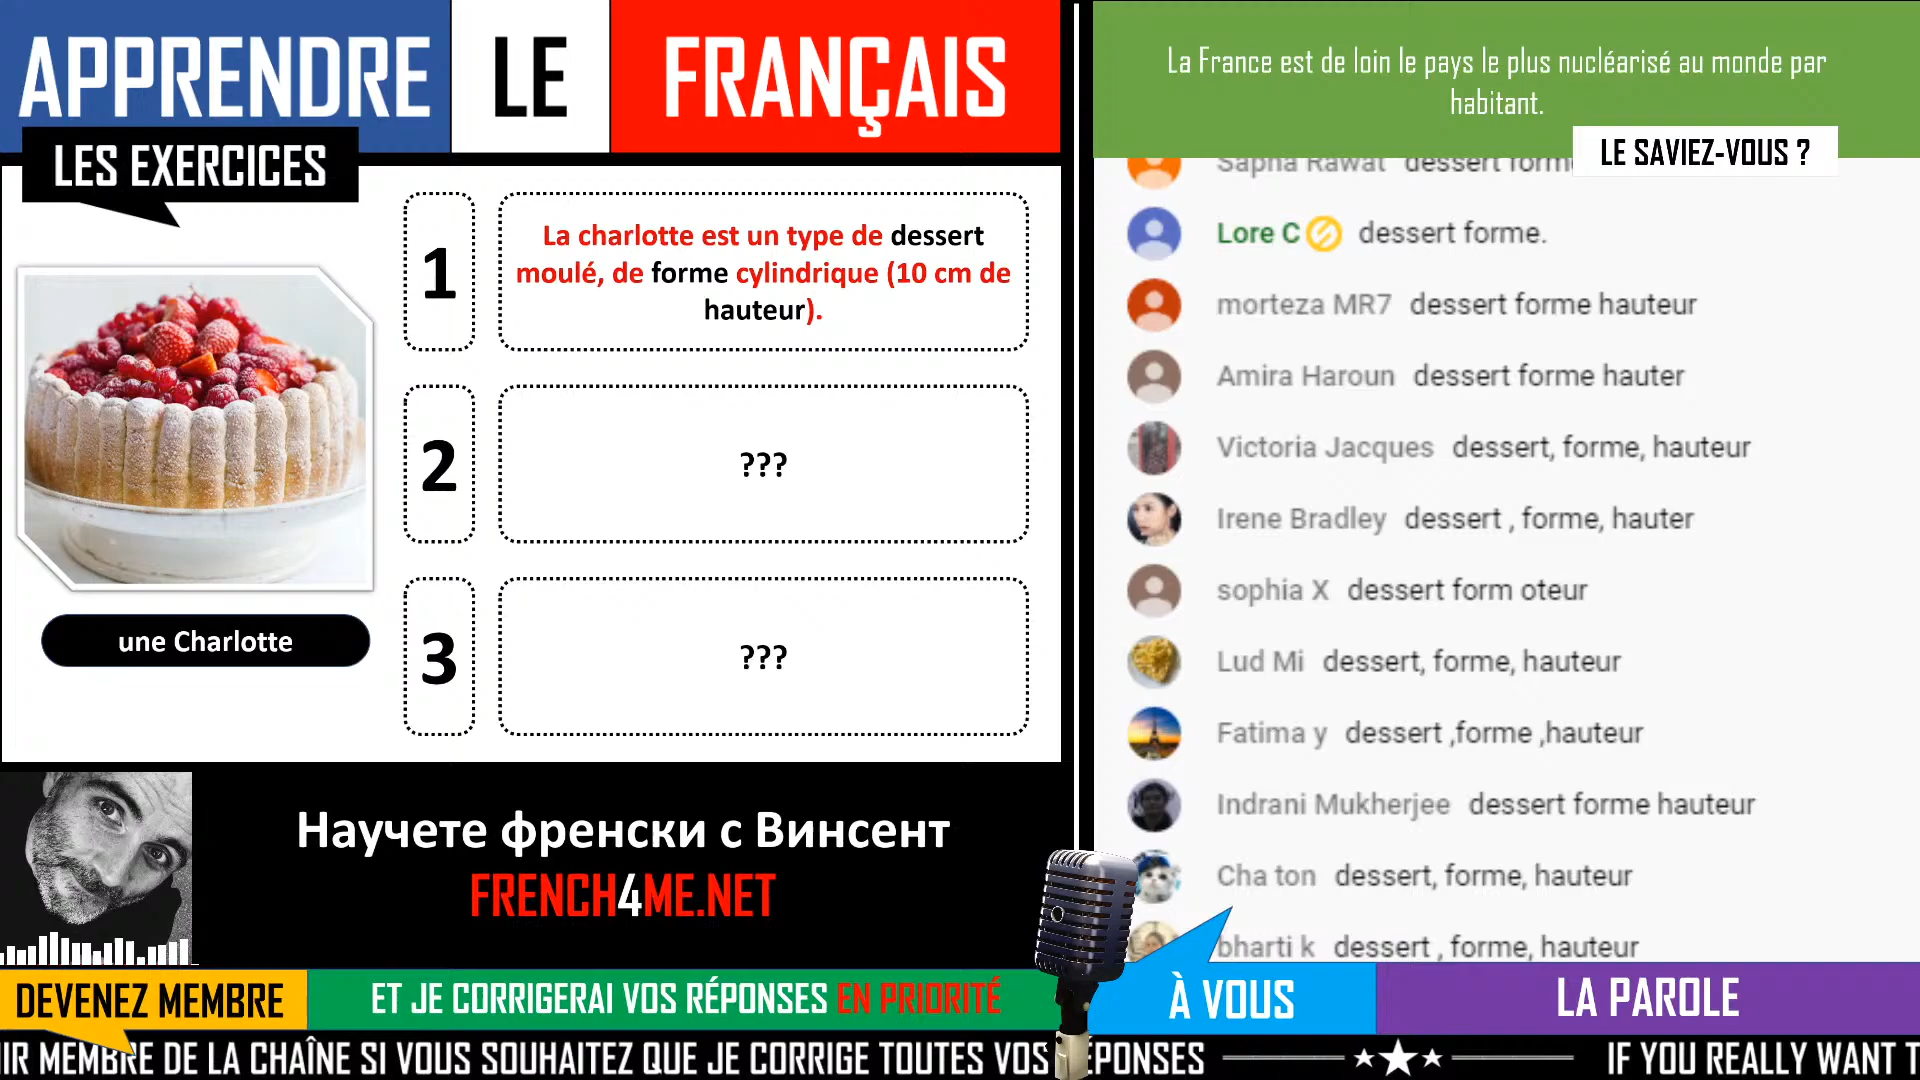 APPRENDRE LE FRANÇAIS
LES EXERCICES
1
La charlotte est un type de dessert
moulé, de forme cylindrique (10 cm de
hauteur).
2
???
3
???
une Charlotte
Научете френски с Винсент
FRENCH4ME.NET
DEVENEZ MEMBRE
ET JE CORRIGERAI VOS RÉPONSES EN PRIORITÉ
La France est de loin le pays le plus nucléarisé au monde par
habitant.
LE SAVIEZ-VOUS ?
Sapna Rawat dessert
Lore C dessert forme.
morteza MR7 dessert forme hauteur
Amira Haroun dessert forme hauter
Victoria Jacques dessert, forme, hauteur
Irene Bradley dessert , forme, hauter
sophia X dessert form oteur
Lud Mi dessert, forme, hauteur
Fatima y dessert ,forme ,hauteur
Indrani Mukherjee dessert forme hauteur
Cha ton dessert, forme, hauteur
bharti k dessert , forme, hauteur
À VOUS
LA PAROLE
IR MEMBRE DE LA CHAÎNE SI VOUS SOUHAITEZ QUE JE CORRIGE TOUTES VOS ÉPONSES IF YOU REALLY WANT T